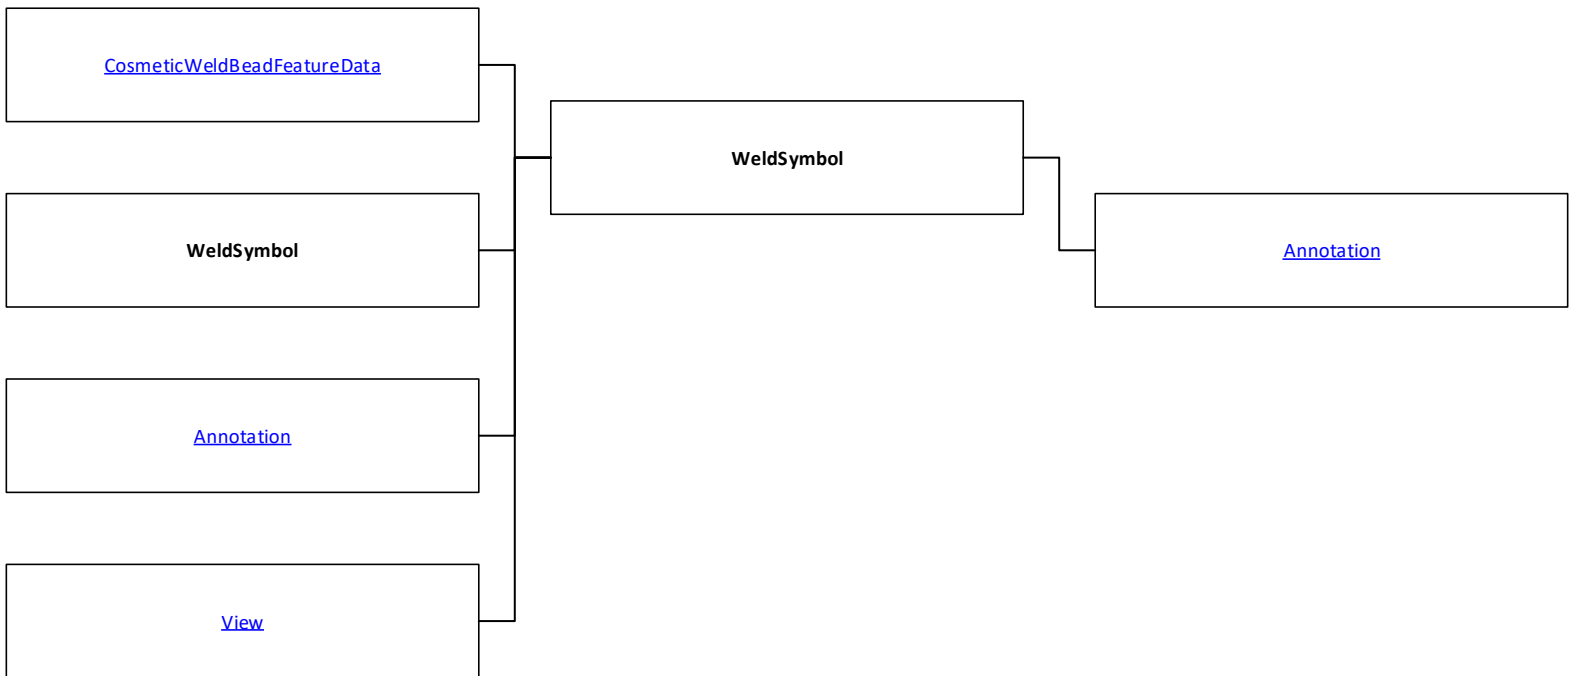 CosmeticWeldBeadFeatureData
WeldSymbol
WeldSymbol
Annotation
Annotation
View